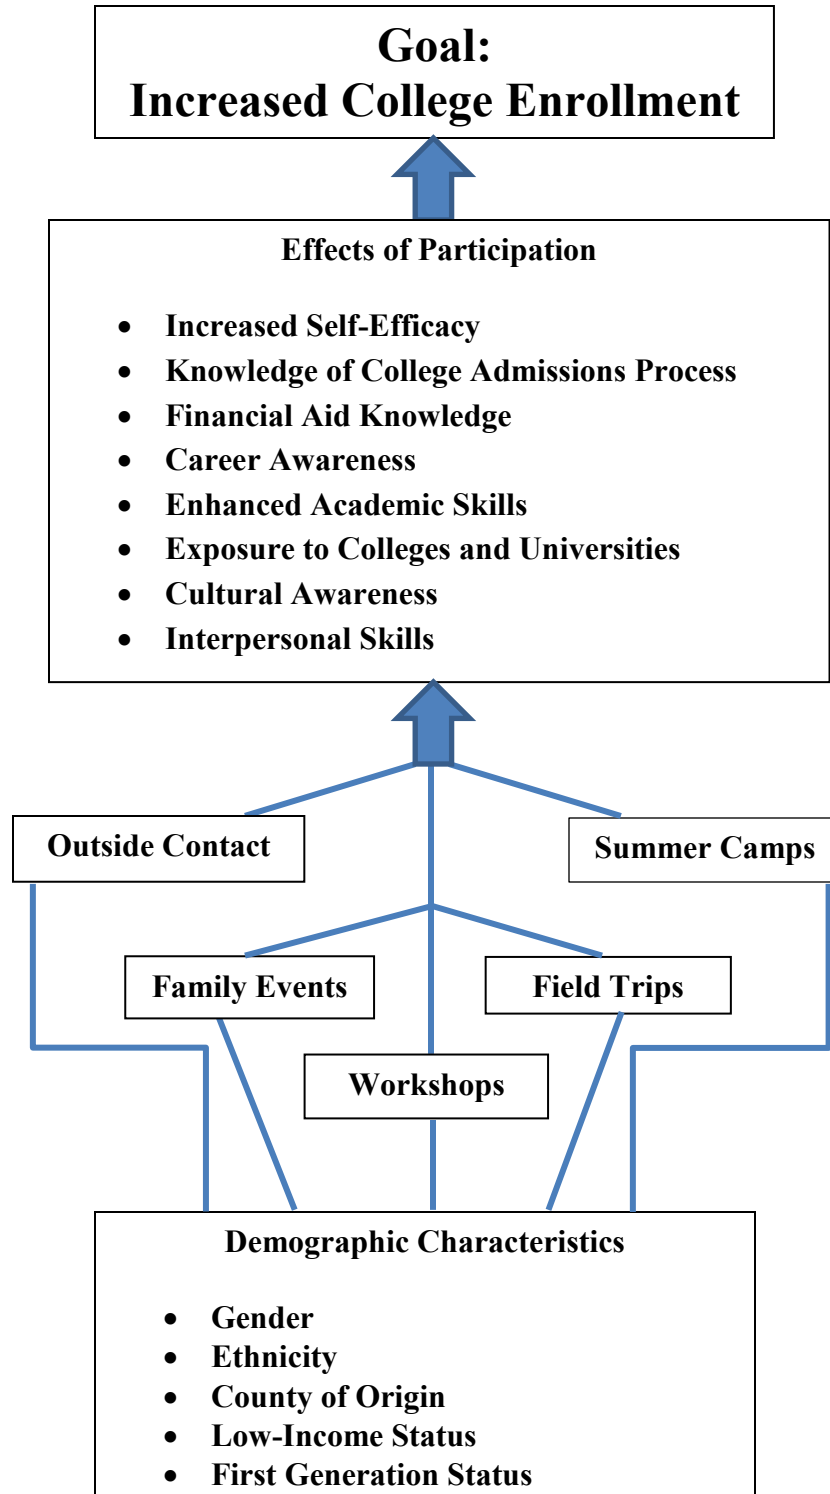 Goal:
Increased College Enrollment
Effects of Participation
• Increased Self-Efficacy
• Knowledge of College Admissions Process
• Financial Aid Knowledge
• Career Awareness
• Enhanced Academic Skills
• Exposure to Colleges and Universities
• Cultural Awareness
• Interpersonal Skills
Outside Contact
Summer Camps
Family Events
Field Trips
Workshops
Demographic Characteristics
• Gender
• Ethnicity
• County of Origin
• Low-Income Status
• First Generation Status